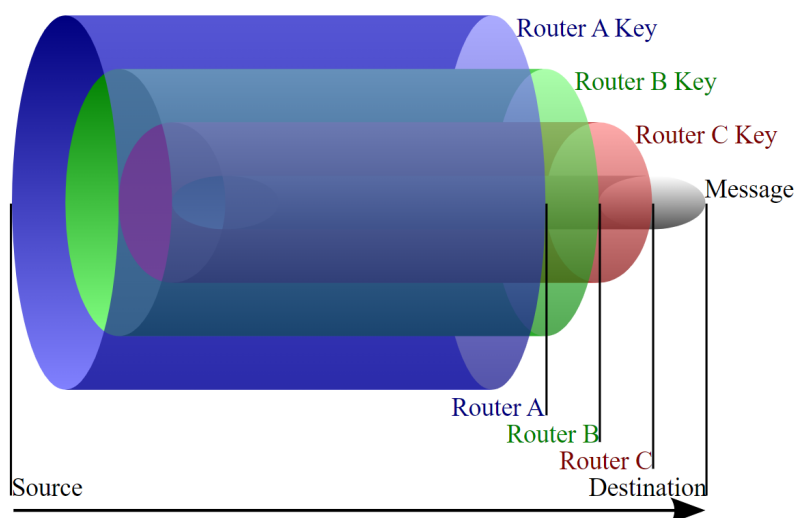 Router A Key
Router B Key
Router C Key
Message
Router A
Router B
Router C
Source
Destination